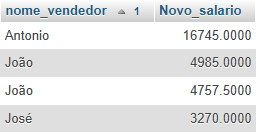 nome_vendedor 1 Novo_salario
Antonio 16745.0000
João 4985.0000
João 4757.5000
José 3270.0000